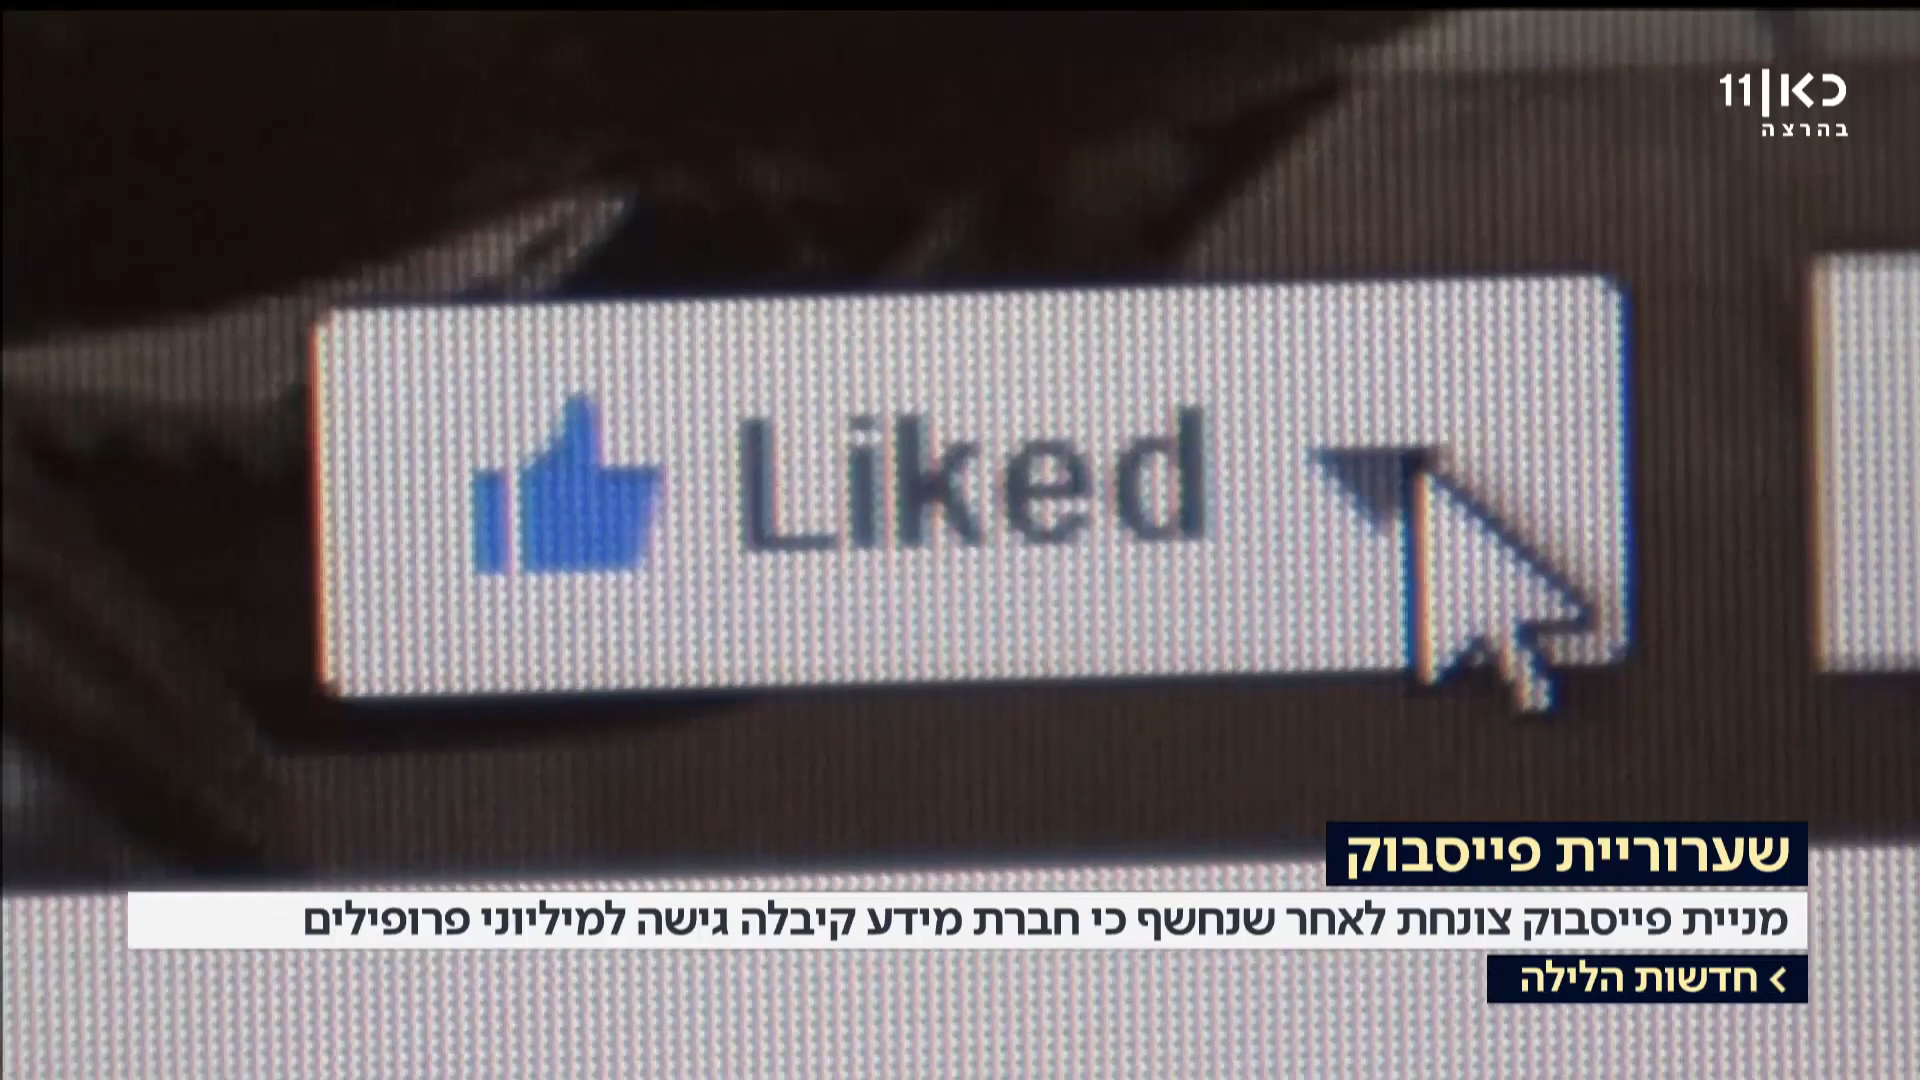 כאן 11
בהרצה
Liked
שערוריית פייסבוק
מניית פייסבוק צונחת לאחר שנחשף כי חברת מידע קיבלה גישה למיליוני פרופילים
חדשות הלילה